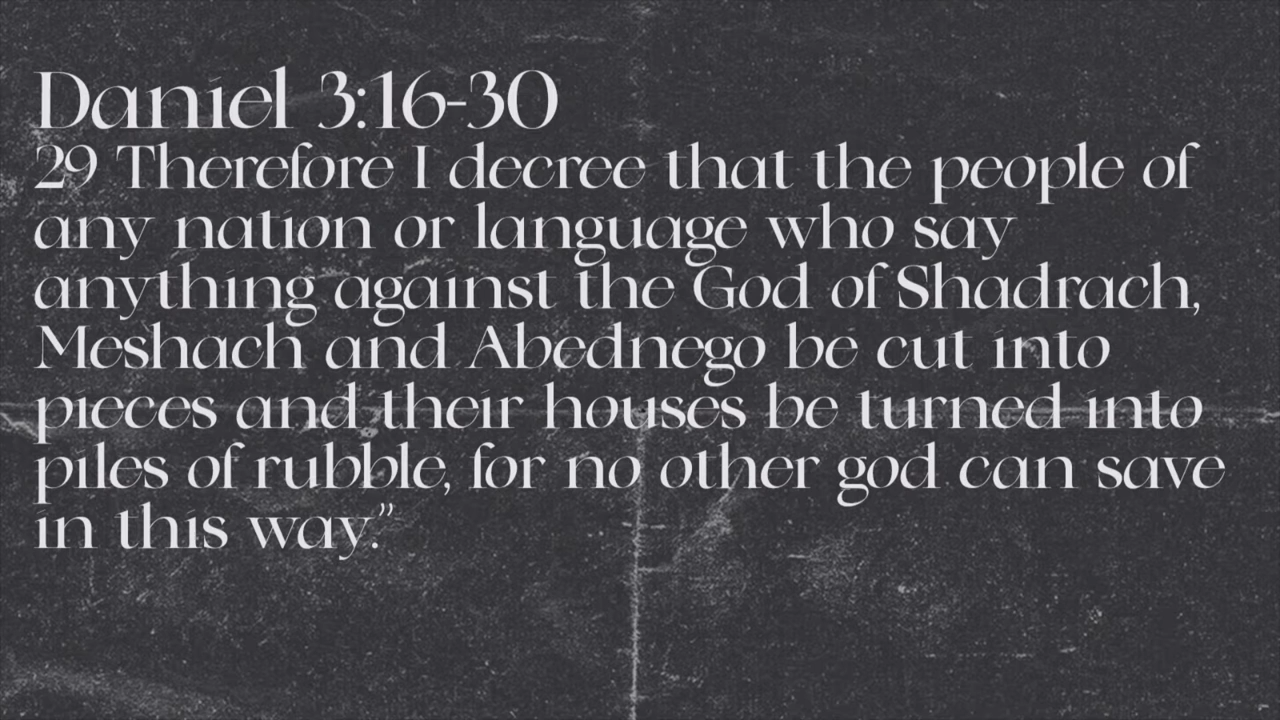 Daniel 3:16-30
29 Therefore I decree that the people of
any nation or language who say
anything against the God of Shadrach,
Meshach and Abednego be cut into
pieces and their houses be turned into
piles of rubble, for no other god can save
in this way.”